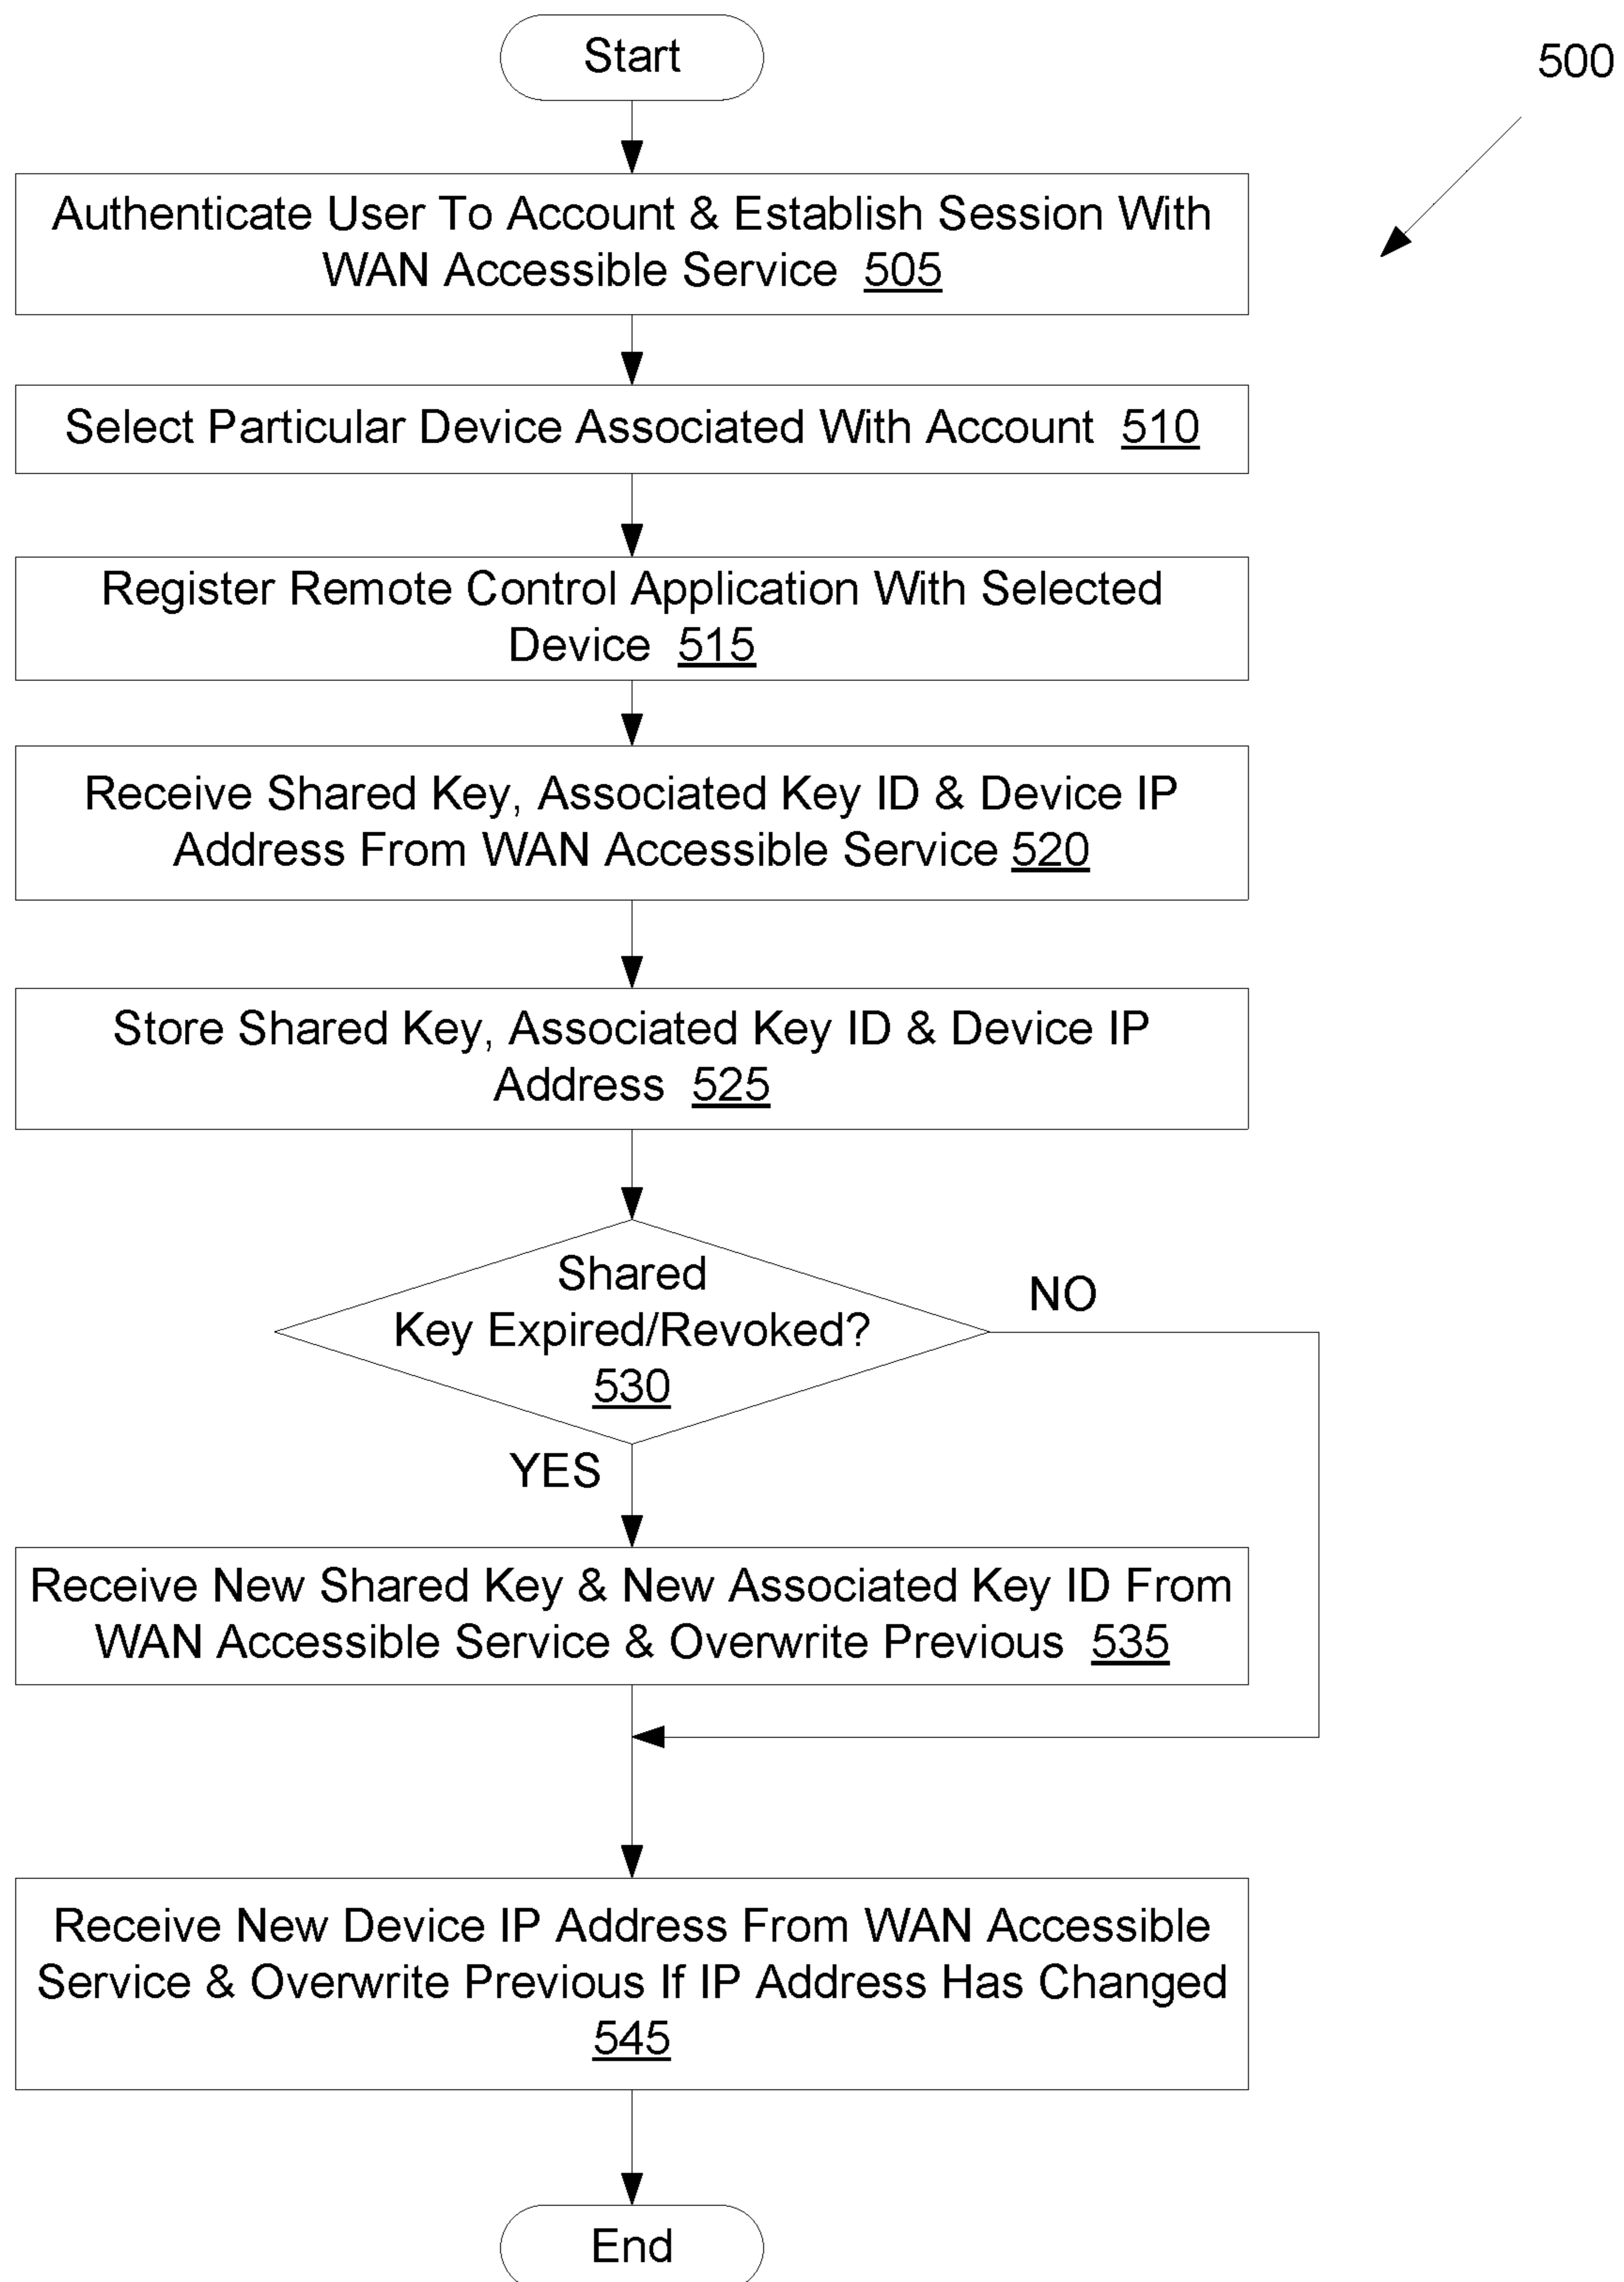 Start
500
Authenticate User To Account & Establish Session With
WAN Accessible Service 505
Select Particular Device Associated With Account 510
Register Remote Control Application With Selected
Device 515
Receive Shared Key, Associated Key ID & Device IP
Address From WAN Accessible Service 520
Store Shared Key, Associated Key ID & Device IP
Address 525
Shared
Key Expired/Revoked?
530
NO
YES
Receive New Shared Key & New Associated Key ID From
WAN Accessible Service & Overwrite Previous 535
Receive New Device IP Address From WAN Accessible
Service & Overwrite Previous If IP Address Has Changed
545
End